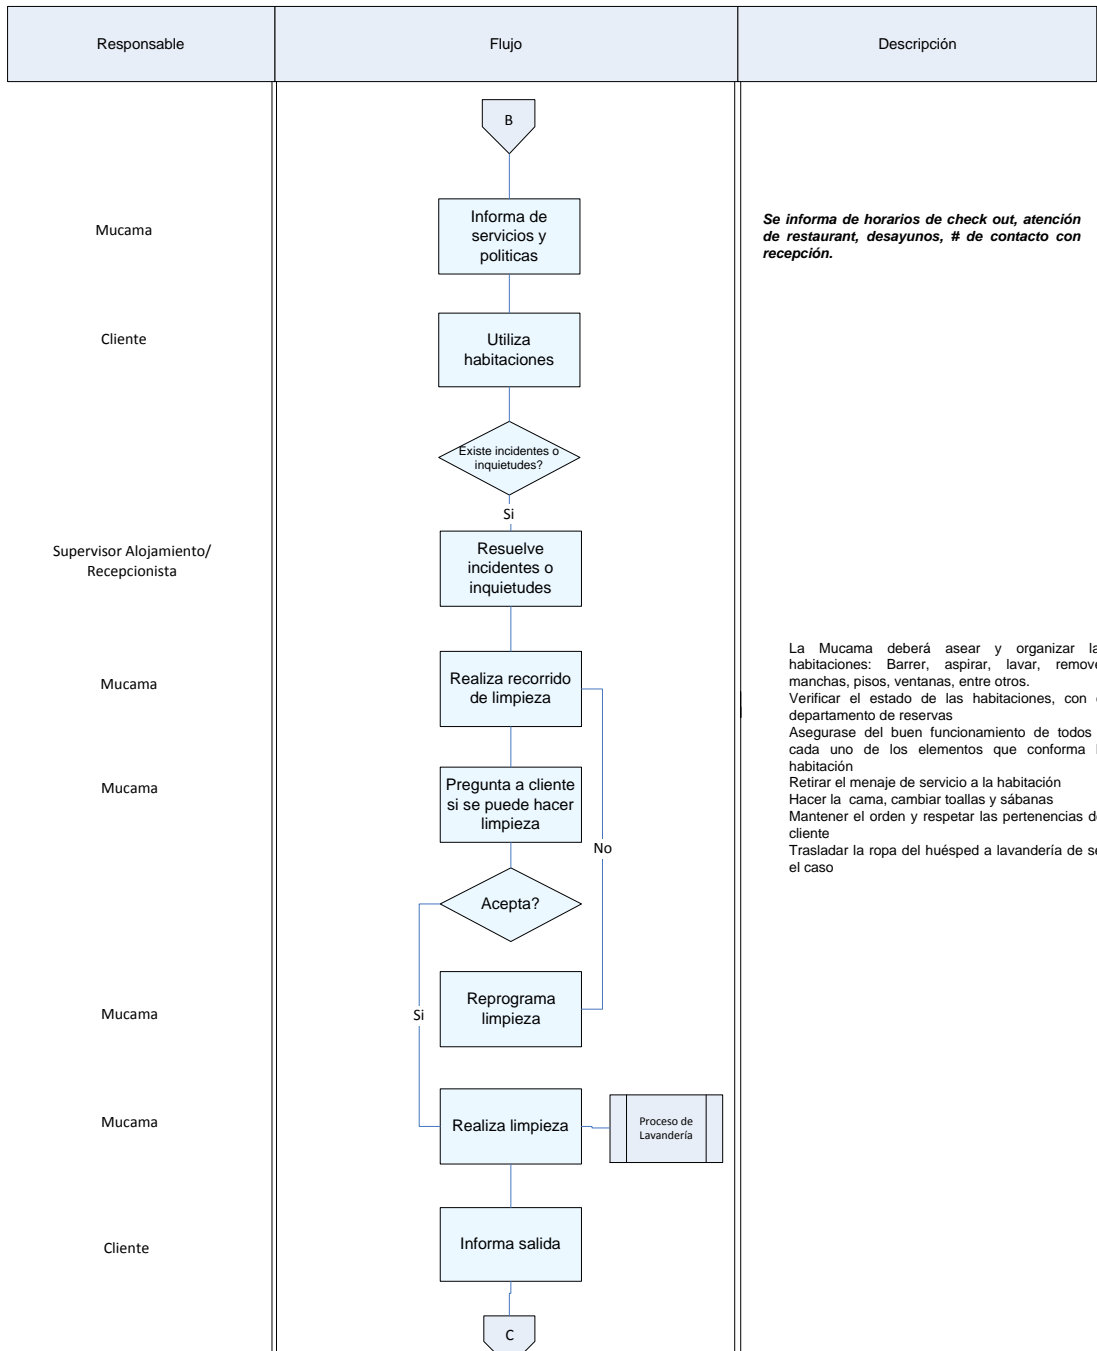 Responsable
Flujo
Descripción
B
Mucama
Informa de
servicios y
politicas
Se informa de horarios de check out, atención
de restaurant, desayunos, # de contacto con
recepción.
Cliente
Utiliza
habitaciones
Existe incidentes o
inquietudes?
Si
Supervisor Alojamiento/
Recepcionista
Resuelve
incidentes o
inquietudes
Mucama
Realiza recorrido
de limpieza
La Mucama deberá asear y organizar la
habitaciones: Barrer, aspirar, lavar, remove
manchas, pisos, ventanas, entre otros.
Verificar el estado de las habitaciones, con
departamento de reservas
Asegurase del buen funcionamiento de todos
cada uno de los elementos que conforma
habitación
Retirar el menaje de servicio a la habitación
Hacer la cama, cambiar toallas y sábanas
Mantener el orden y respetar las pertenencias de
cliente
Trasladar la ropa del huésped a lavandería de se
el caso
Mucama
Pregunta a cliente
si se puede hacer
limpieza
No
Acepta?
Mucama
Si
Reprograma
limpieza
Mucama
Realiza limpieza
Proceso de
Lavandería
Cliente
Informa salida
C